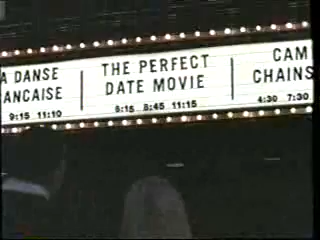 A DANSE
ANCAISE
9:15 11:10
THE PERFECT
DATE MOVIE
6:15 8:45 11:15
CAM
CHAINS
4:30 7:30